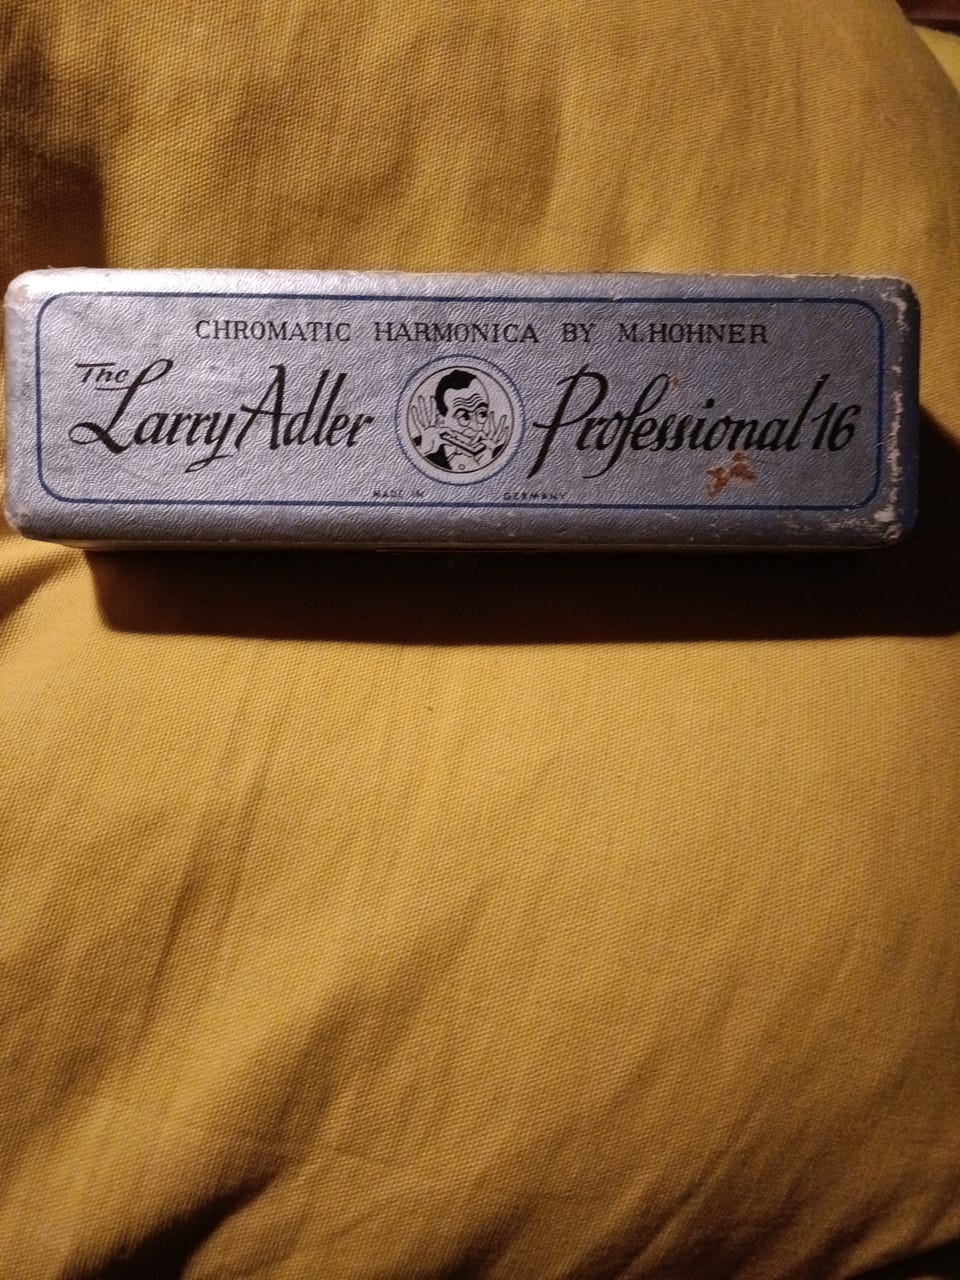 CHROMATIC HARMONICA BY M. HOHNER
The Larry Adler Professional 16
MADE IN GERMANY